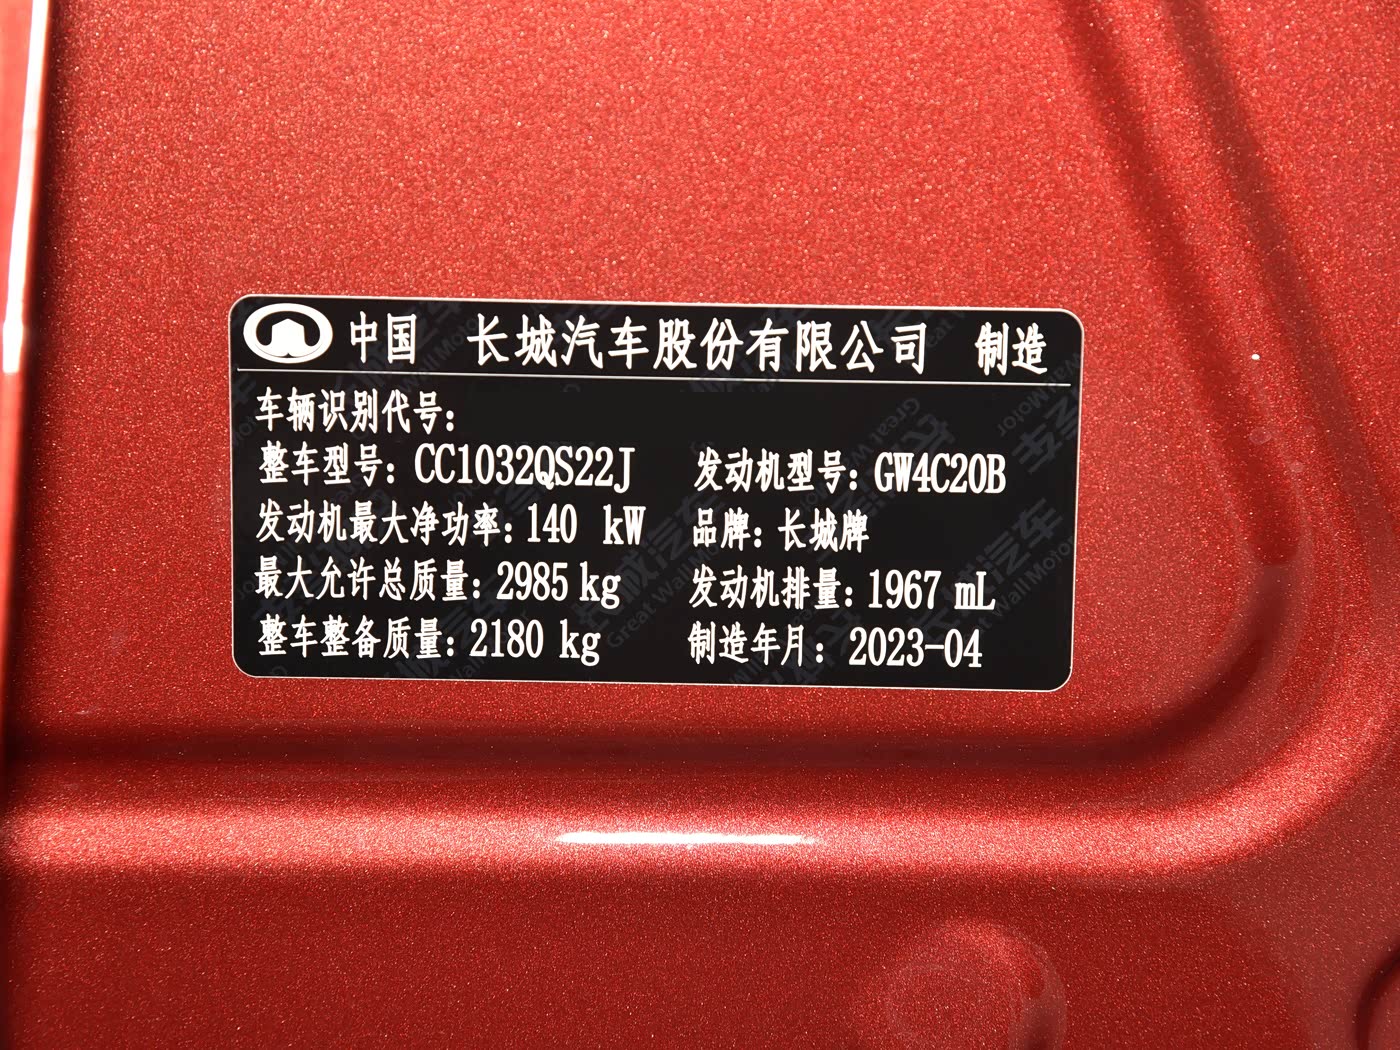 中国 长城汽车股份有限公司 制造
车辆识别代号：
整车型号：CC1032QS22J 发动机型号：GW4C20B
发动机最大净功率：140 kW 品牌：长城牌
最大允许总质量：2985 kg 发动机排量：1967 mL
整车整备质量：2180 kg 制造年月：2023-04